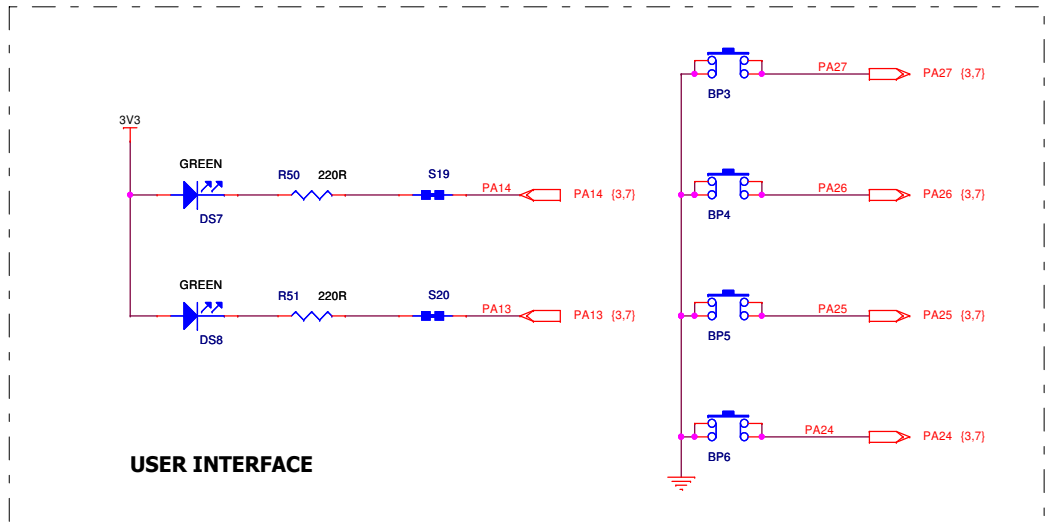 3V3
GREEN
R50 220R
S19
PA14
PA14 {3,7}
DS7
GREEN
R51 220R
S20
PA13
PA13 {3,7}
DS8
USER INTERFACE
PA27
PA27 {3,7}
BP3
PA26
PA26 {3,7}
BP4
PA25
PA25 {3,7}
BP5
PA24
PA24 {3,7}
BP6